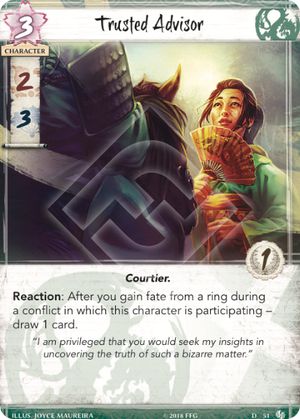 3
Trusted Advisor
CHARACTER
2
3
1
Courtier.
Reaction: After you gain fate from a ring during
a conflict in which this character is participating –
draw 1 card.
"I am privileged that you would seek my insights in
uncovering the truth of such a bizarre matter."
ILLUS. JOYCE MAUREIRA
©2018 FFG
D 51